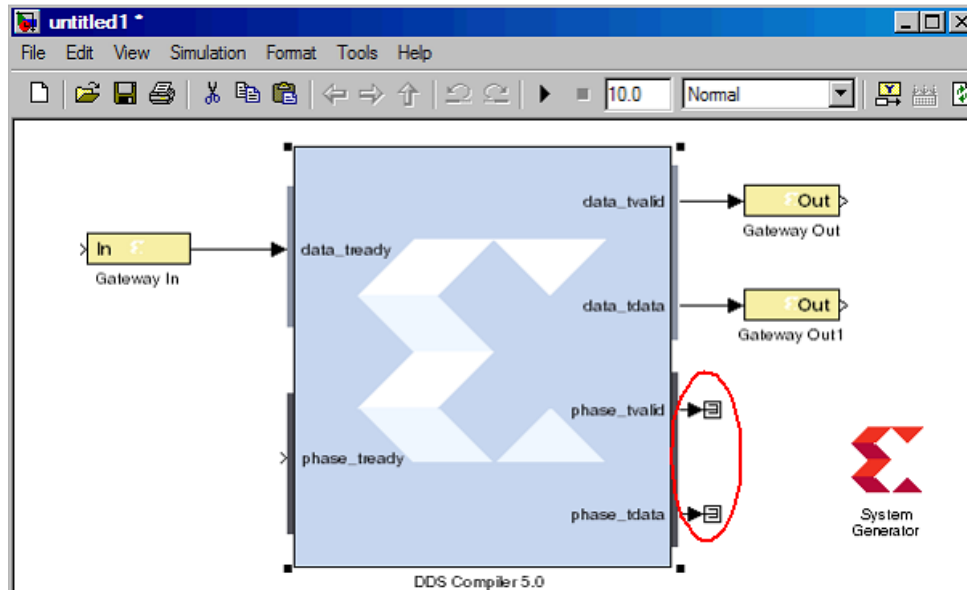 untitled1 *
File Edit View Simulation Format Tools Help
10.0 Normal
data_tvalid
Out
Gateway Out
In
data_tready
Gateway In
data_tdata
Out
Gateway Out1
phase_tvalid
phase_tready
phase_tdata
System
Generator
DDS Compiler 5.0